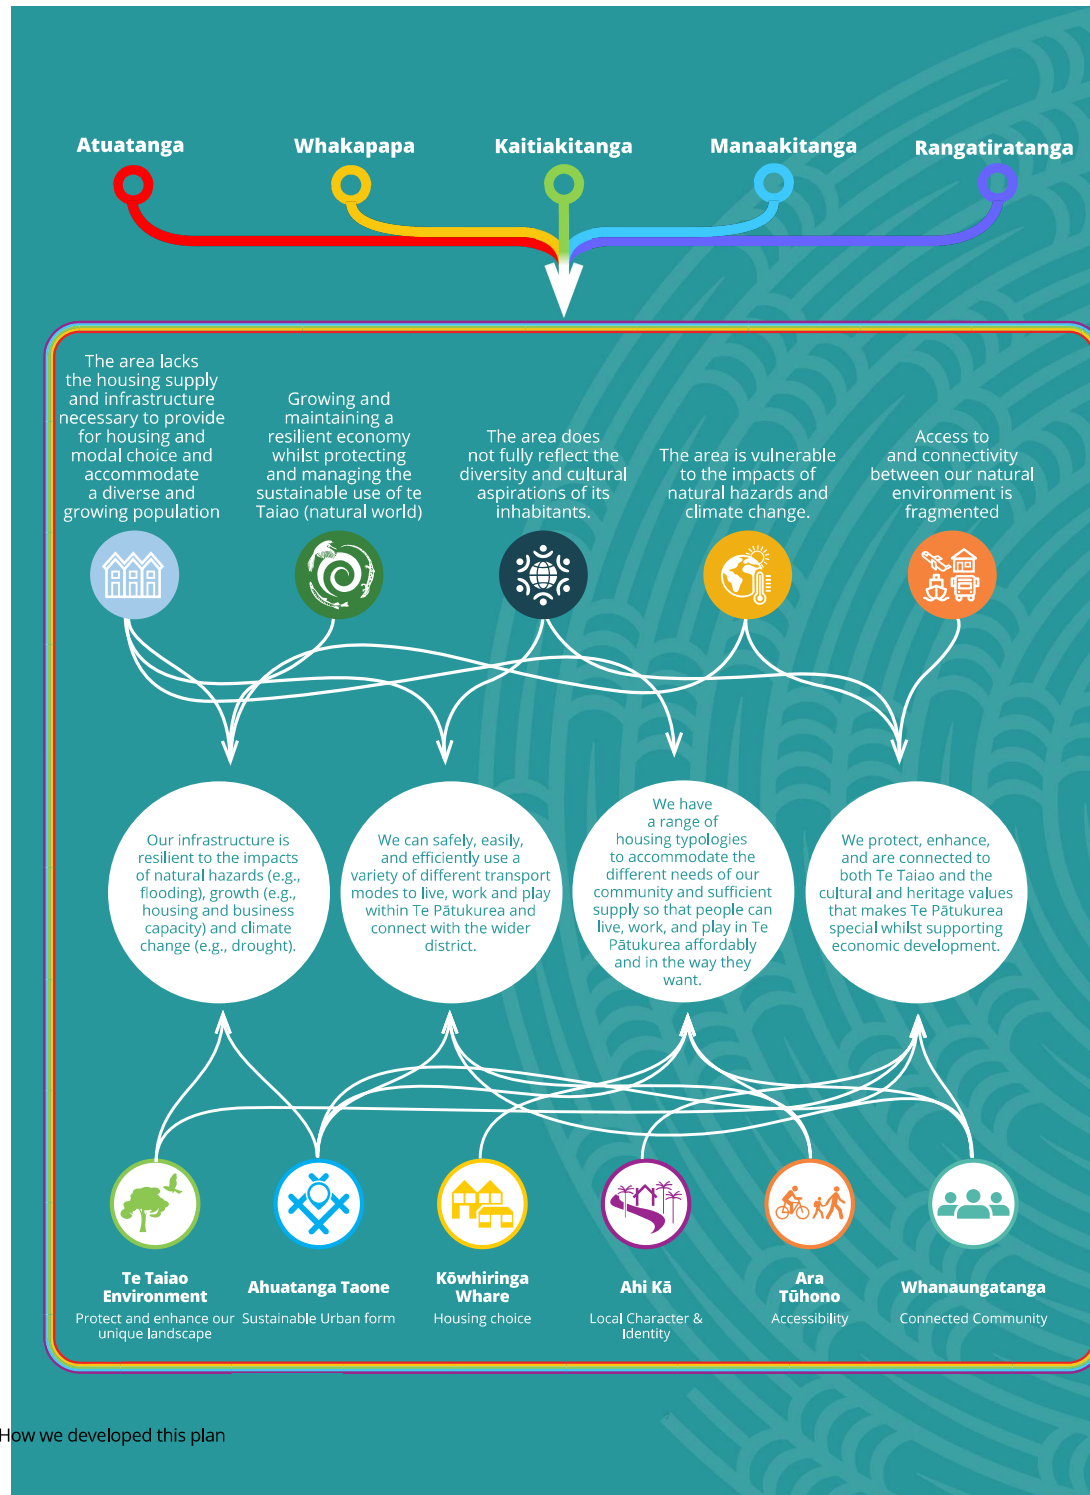 Atuatanga
Whakapapa
Kaitiakitanga
Manaakitanga
Rangatiratanga
The area lacks
the housing supply
and infrastructure
necessary to provide
for housing and
modal choice and
accommodate
a diverse and
growing population
Growing and
maintaining a
resilient economy
whilst protecting
and managing the
sustainable use of te
Taiao (natural world)
The area does
not fully reflect the
diversity and cultural
aspirations of its
inhabitants.
The area is vulnerable
to the impacts of
natural hazards and
climate change.
Access to
and connectivity
between our natural
environment is
fragmented
Our infrastructure is
resilient to the impacts
of natural hazards (e.g.,
flooding), growth (e.g.,
housing and business
capacity) and climate
change (e.g., drought).
We can safely, easily,
and efficiently use a
variety of different transport
modes to live, work and play
within Te Pātukurea and
connect with the wider
district.
We have
a range of
housing typologies
to accommodate the
different needs of our
community and sufficient
supply so that people can
live, work, and play in Te
Pātukurea affordably
and in the way they
want.
We protect, enhance,
and are connected to
both Te Taiao and the
cultural and heritage values
that makes Te Pātukurea
special whilst supporting
economic development.
Te Taiao
Environment
Protect and enhance our
unique landscape
Ahuatanga Taone
Sustainable Urban form
Kōwhiringa
Whare
Housing choice
Ahi Kā
Local Character &
Identity
Ara
Tūhono
Accessibility
Whanaungatanga
Connected Community
How we developed this plan